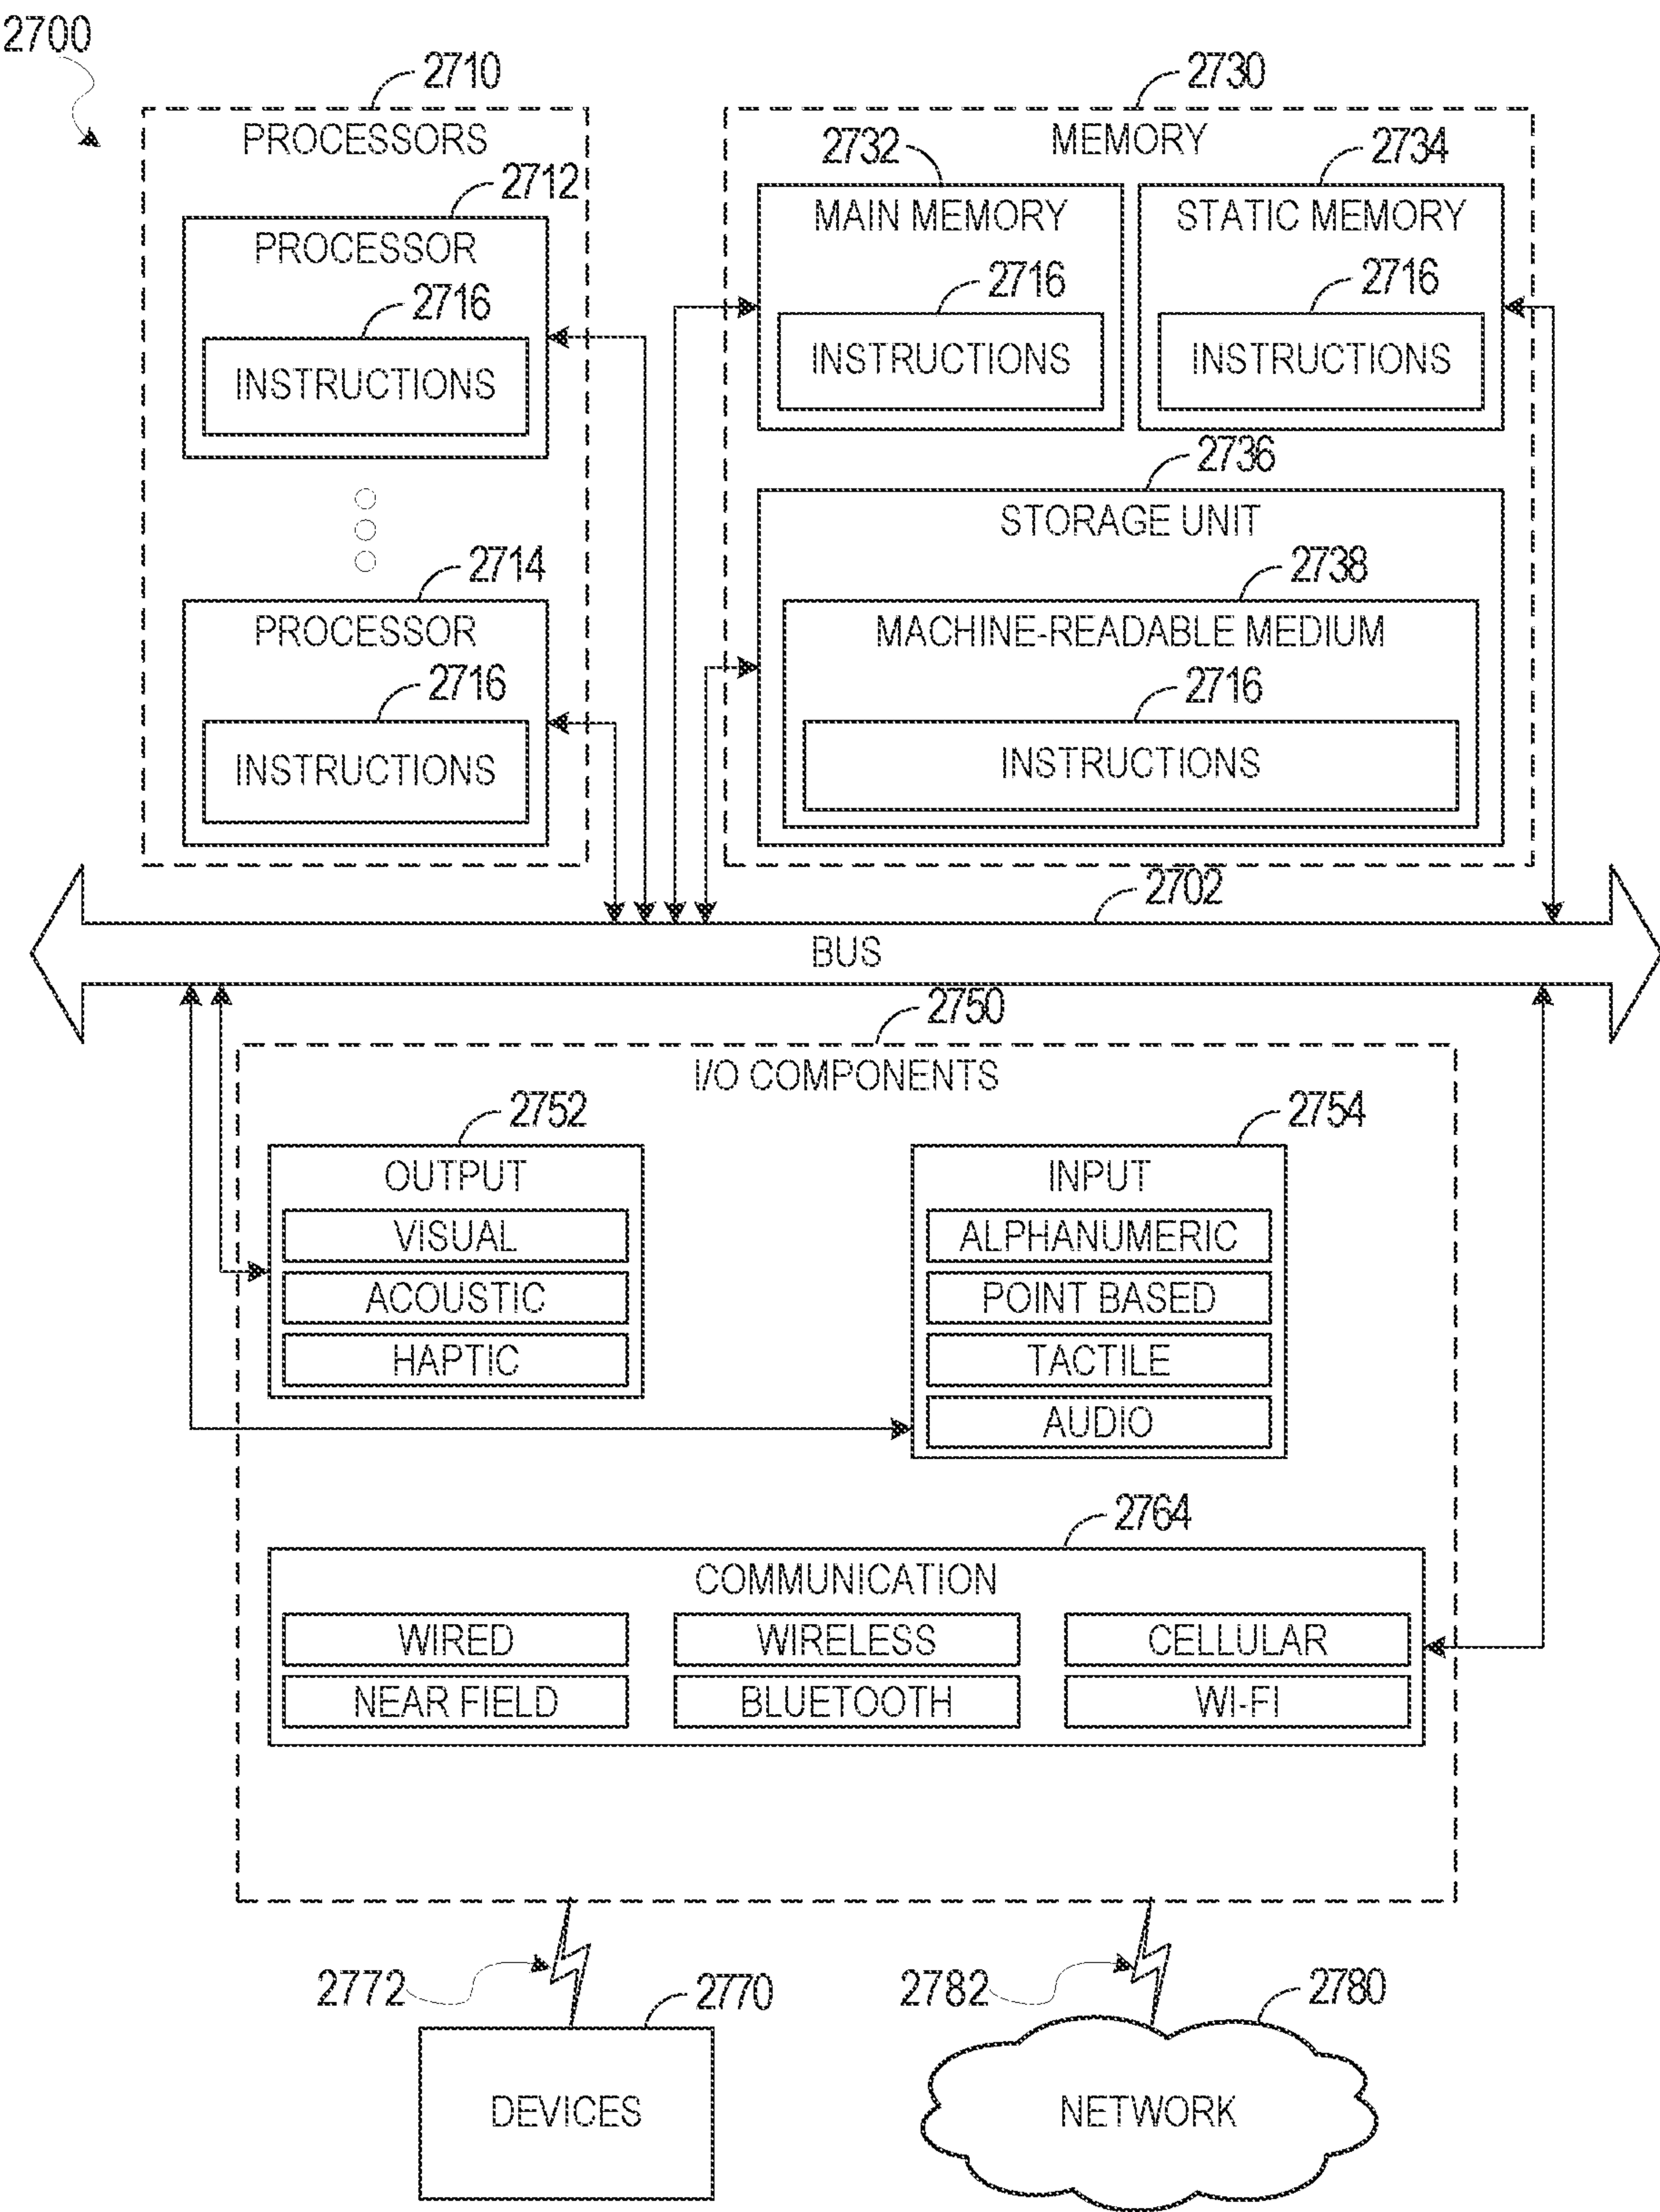 2700
2710
2730
PROCESSORS
MEMORY
2712
2732
2734
PROCESSOR
MAIN MEMORY
STATIC MEMORY
2716
2716
2716
INSTRUCTIONS
INSTRUCTIONS
INSTRUCTIONS
2736
STORAGE UNIT
2714
2738
PROCESSOR
MACHINE-READABLE MEDIUM
2716
2716
INSTRUCTIONS
INSTRUCTIONS
2702
BUS
2750
I/O COMPONENTS
2752
2754
OUTPUT
INPUT
VISUAL
ALPHANUMERIC
ACOUSTIC
POINT BASED
HAPTIC
TACTILE
AUDIO
2764
COMMUNICATION
WIRED
WIRELESS
CELLULAR
NEAR FIELD
BLUETOOTH
WI-FI
2772
2770
2782
2780
DEVICES
NETWORK